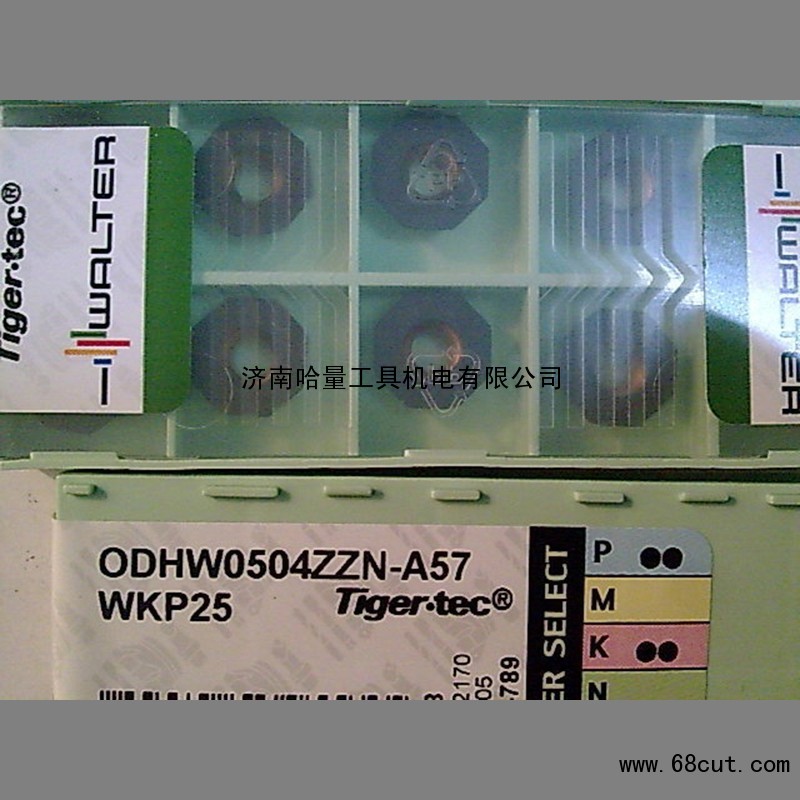 Tiger·tec®
WALTER
WALTER
济南哈量工具机电有限公司
ODHW0504ZZN-A57
WKP25
Tiger·tec®
ER SELECT
P
M
K
N
2170
05
789
www.68cut.com